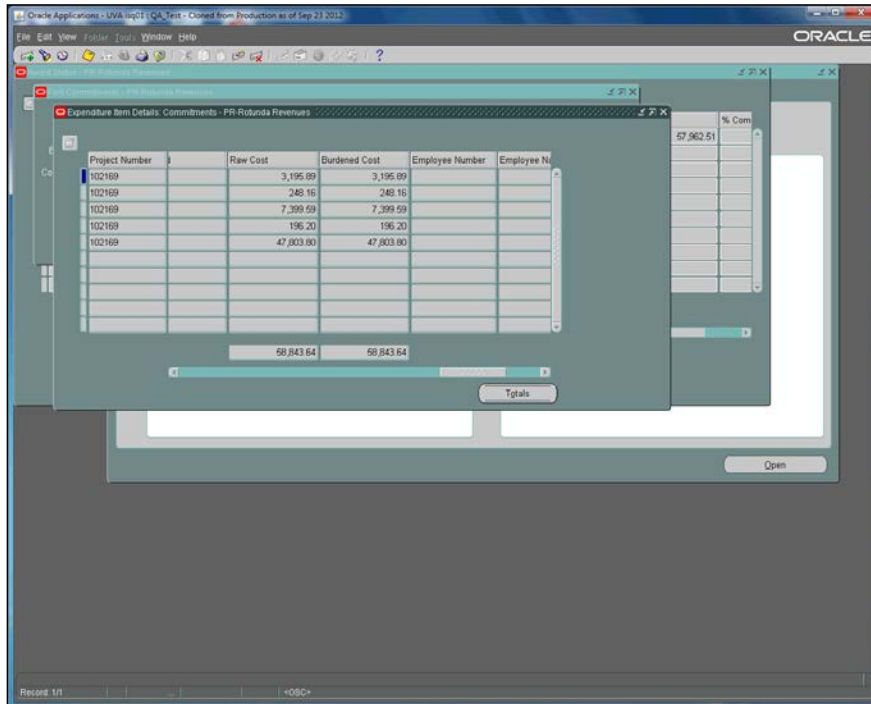 Oracle Applications - UVA isq01 : QA_Test - Cloned from Production as of Sep 23 2012
File Edit View Folder Tools Window Help
ORACLE
Expenditure Item Details: Commitments - PR-Rotunda Revenues
% Com
57,962.51
Project Number Raw Cost Burdened Cost Employee Number Employee Na
102169 3,195.89 3,195.89
102169 248.16 248.16
102169 7,399.59 7,399.59
102169 196.20 196.20
102169 47,803.80 47,803.80
58,843.64 58,843.64
Totals
Open
Record: 1/1 ... <OSC>